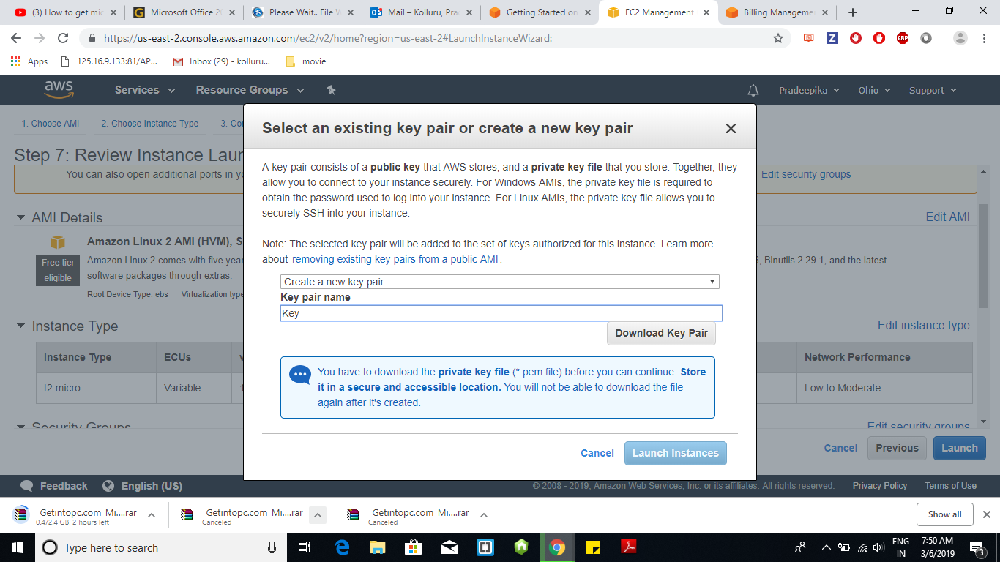 (3) How to get mic
Microsoft Office 2
Please Wait.. File W
Mail – Kolluru, Pra
Getting Started on
EC2 Management
Billing Manageme
https://us-east-2.console.aws.amazon.com/ec2/v2/home?region=us-east-2#LaunchInstanceWizard:
Apps
125.16.9.133:81/AP...
Inbox (29) - kolluru...
movie
aws
Services
Resource Groups
Pradeepika
Ohio
Support
1. Choose AMI
2. Choose Instance Type
3. Co
Select an existing key pair or create a new key pair
Step 7: Review Instance Laun
You can also open additional ports in yo
Edit security groups
A key pair consists of a public key that AWS stores, and a private key file that you store. Together, they
allow you to connect to your instance securely. For Windows AMIs, the private key file is required to
obtain the password used to log into your instance. For Linux AMIs, the private key file allows you to
securely SSH into your instance.
AMI Details
Edit AMI
Amazon Linux 2 AMI (HVM), S
Free tier
eligible
Amazon Linux 2 comes with five year
, Binutils 2.29.1, and the latest
software packages through extras.
Root Device Type: ebs
Virtualization type
Note: The selected key pair will be added to the set of keys authorized for this instance. Learn more
about removing existing key pairs from a public AMI.
Create a new key pair
Key pair name
Key
Download Key Pair
Instance Type
Edit instance type
Instance Type
ECUs
v
Network Performance
t2.micro
Variable
1
Low to Moderate
You have to download the private key file (*.pem file) before you can continue. Store
it in a secure and accessible location. You will not be able to download the file
again after it's created.
Security Groups
Edit security groups
Cancel
Launch Instances
Cancel
Previous
Launch
Feedback
English (US)
© 2008 - 2019, Amazon Web Services, Inc. or its affiliates. All rights reserved.
Privacy Policy
Terms of Use
_Getintopc.com_Mi....rar
0.4/2.4 GB, 2 hours left
_Getintopc.com_Mi....rar
Canceled
_Getintopc.com_Mi....rar
Canceled
Show all
Type here to search
ENG
IN
7:50 AM
3/6/2019
3